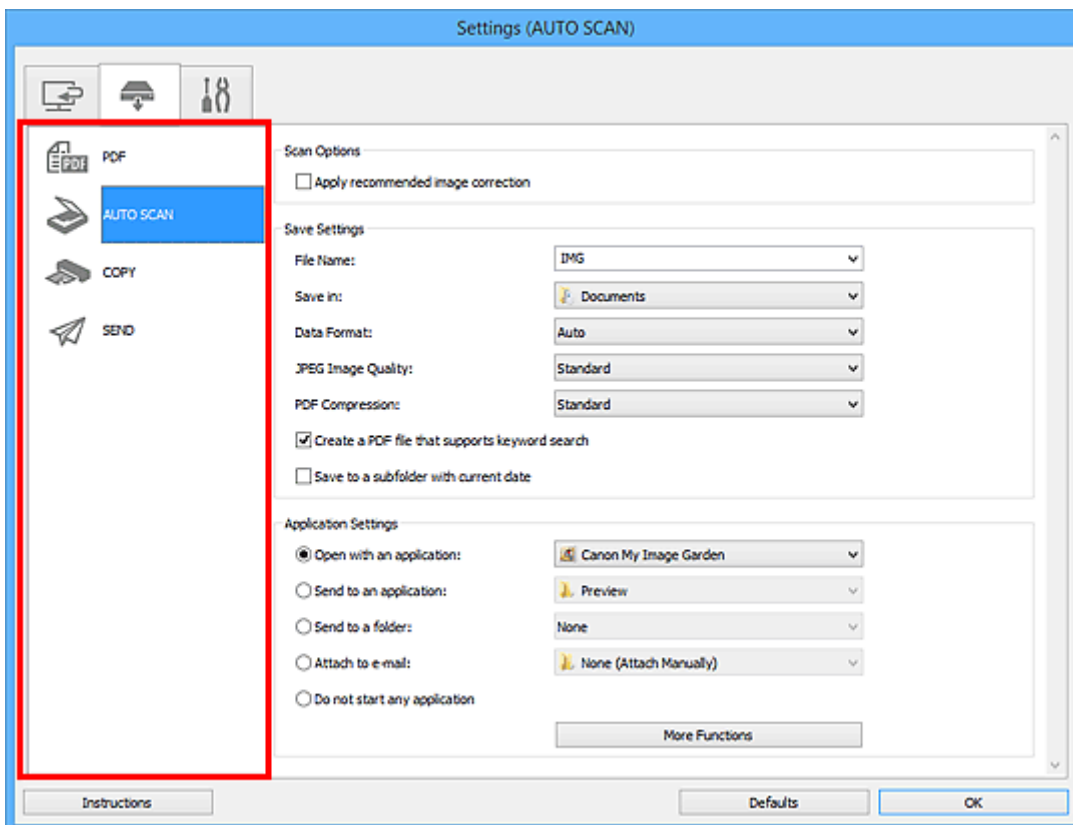 Settings (AUTO SCAN)
PDF
PDF
AUTO SCAN
COPY
SEND
Scan Options
Apply recommended image correction
Save Settings
File Name: IMG
Save in: Documents
Data Format: Auto
JPEG Image Quality: Standard
PDF Compression: Standard
Create a PDF file that supports keyword search
Save to a subfolder with current date
Application Settings
Open with an application: Canon My Image Garden
Send to an application: Preview
Send to a folder: None
Attach to e-mail: None (Attach Manually)
Do not start any application
More Functions
Instructions Defaults OK